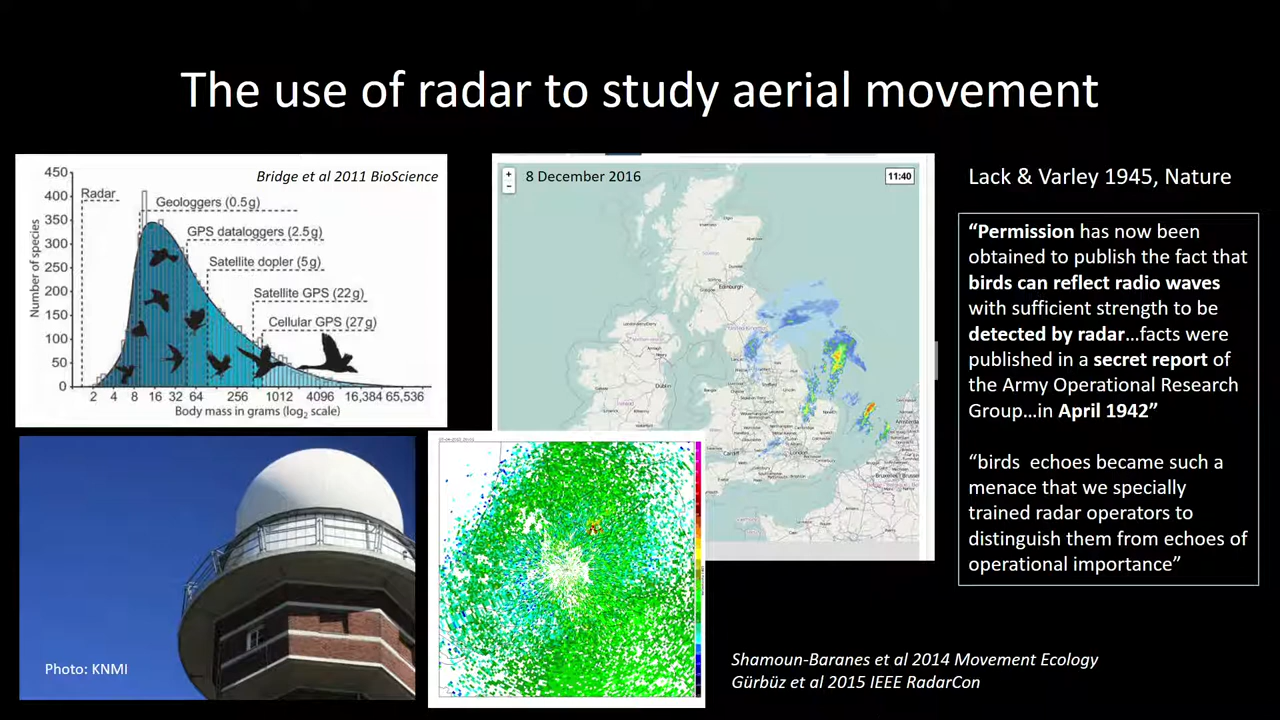 The use of radar to study aerial movement
450
400
350
300
250
200
150
100
50
0
Number of species
Bridge et al 2011 BioScience
Radar
Geologgers (0.5g)
GPS dataloggers (2.5g)
Satellite dopler (5g)
Satellite GPS (22g)
Cellular GPS (27g)
2 4 8 16 32 64 256 1012 4096 16,384 65,536
Body mass in grams (log2 scale)
+
-
8 December 2016
11:40
Edinburgh
Dublin
London
Cardiff
Lack & Varley 1945, Nature
“Permission has now been
obtained to publish the fact that
birds can reflect radio waves
with sufficient strength to be
detected by radar…facts were
published in a secret report of
the Army Operational Research
Group…in April 1942”
“birds echoes became such a
menace that we specially
trained radar operators to
distinguish them from echoes of
operational importance”
Photo: KNMI
Shamoun-Baranes et al 2014 Movement Ecology
Gürbüz et al 2015 IEEE RadarCon